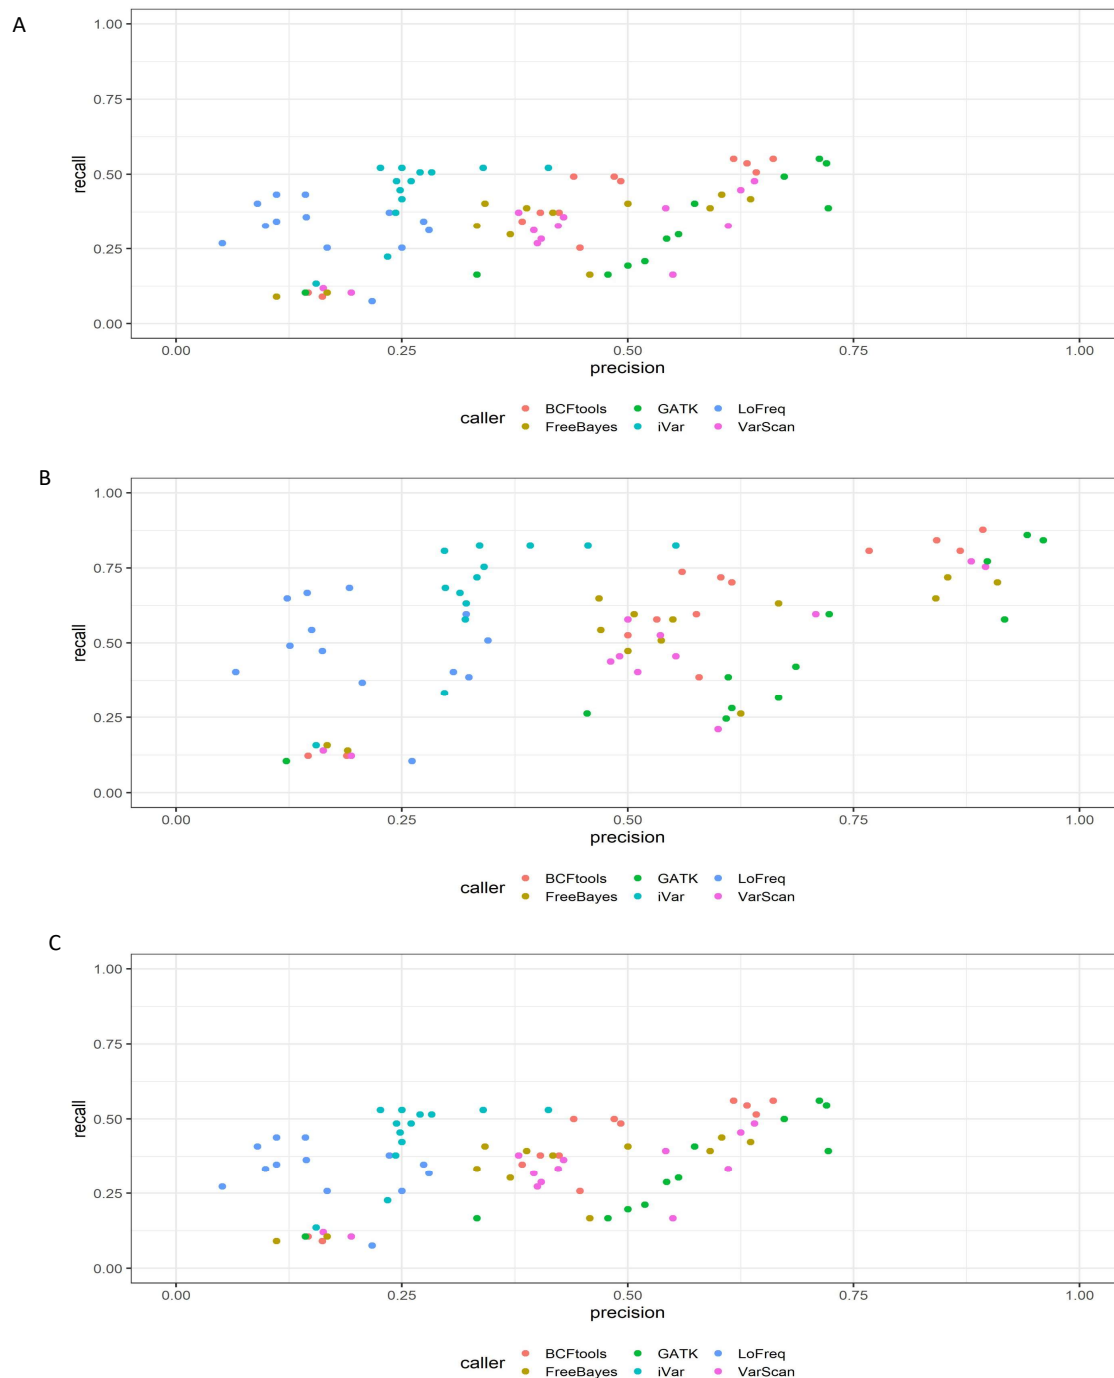 A
1.00
0.75
0.50
0.25
0.00
recall
0.00 0.25 0.50 0.75 1.00
precision
caller BCFtools GATK LoFreq
FreeBayes iVar VarScan
B
1.00
0.75
0.50
0.25
0.00
recall
0.00 0.25 0.50 0.75 1.00
precision
caller BCFtools GATK LoFreq
FreeBayes iVar VarScan
C
1.00
0.75
0.50
0.25
0.00
recall
0.00 0.25 0.50 0.75 1.00
precision
caller BCFtools GATK LoFreq
FreeBayes iVar VarScan